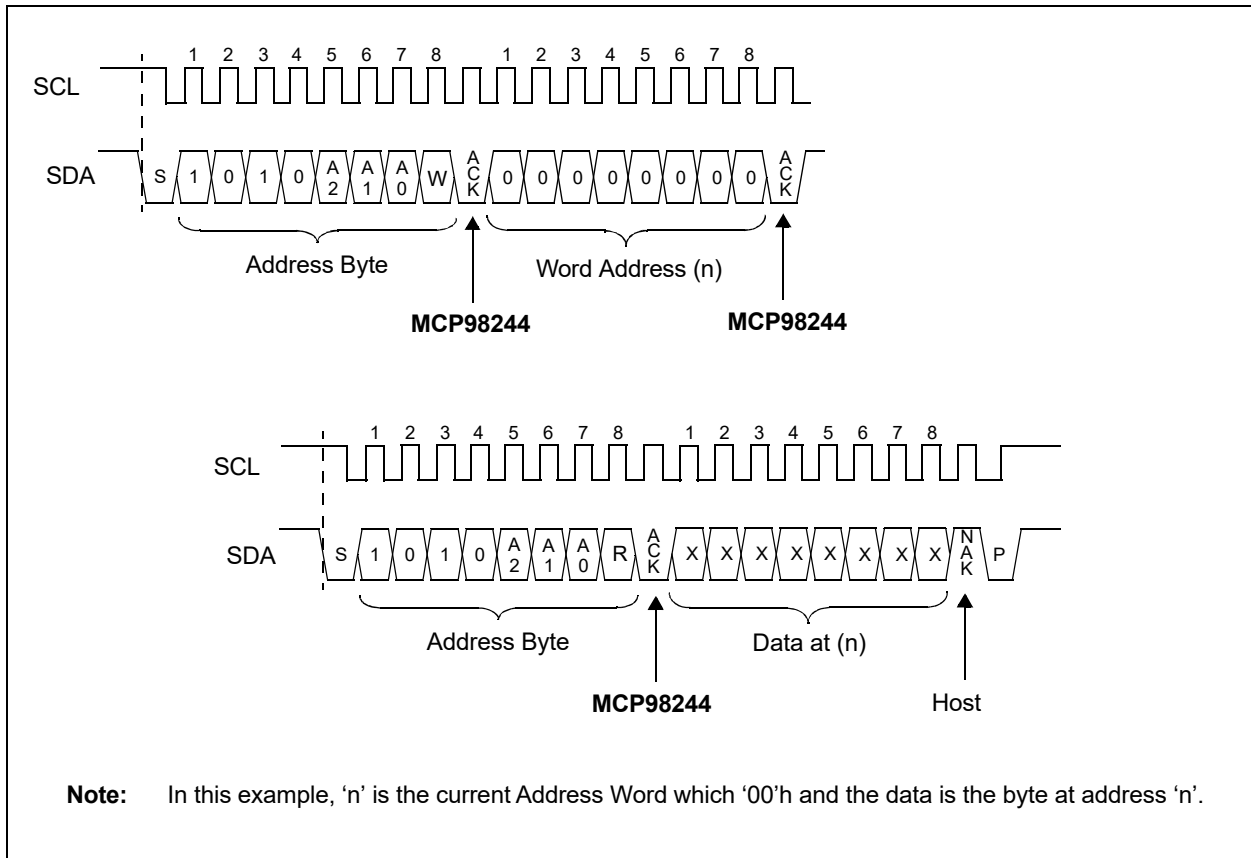 1 2 3 4 5 6 7 8 1 2 3 4 5 6 7 8
SCL
SDA S 1 0 1 0 A2 A1 A0 W ACK 0 0 0 0 0 0 0 0 ACK
Address Byte Word Address (n)
MCP98244 MCP98244
1 2 3 4 5 6 7 8 1 2 3 4 5 6 7 8
SCL
SDA S 1 0 1 0 A2 A1 A0 R ACK X X X X X X X X NAK P
Address Byte Data at (n)
MCP98244 Host
Note: In this example, ‘n’ is the current Address Word which ‘00’h and the data is the byte at address ‘n’.